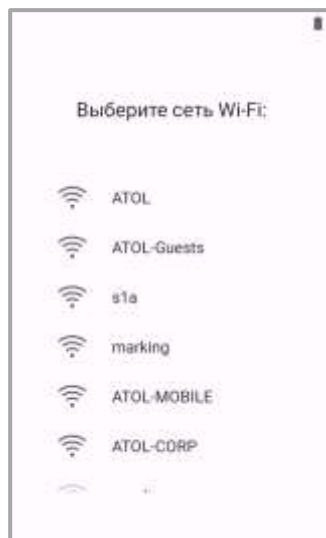 Выберите сеть Wi-Fi:
ATOL
ATOL-Guests
s1a
marking
ATOL-MOBILE
ATOL-CORP